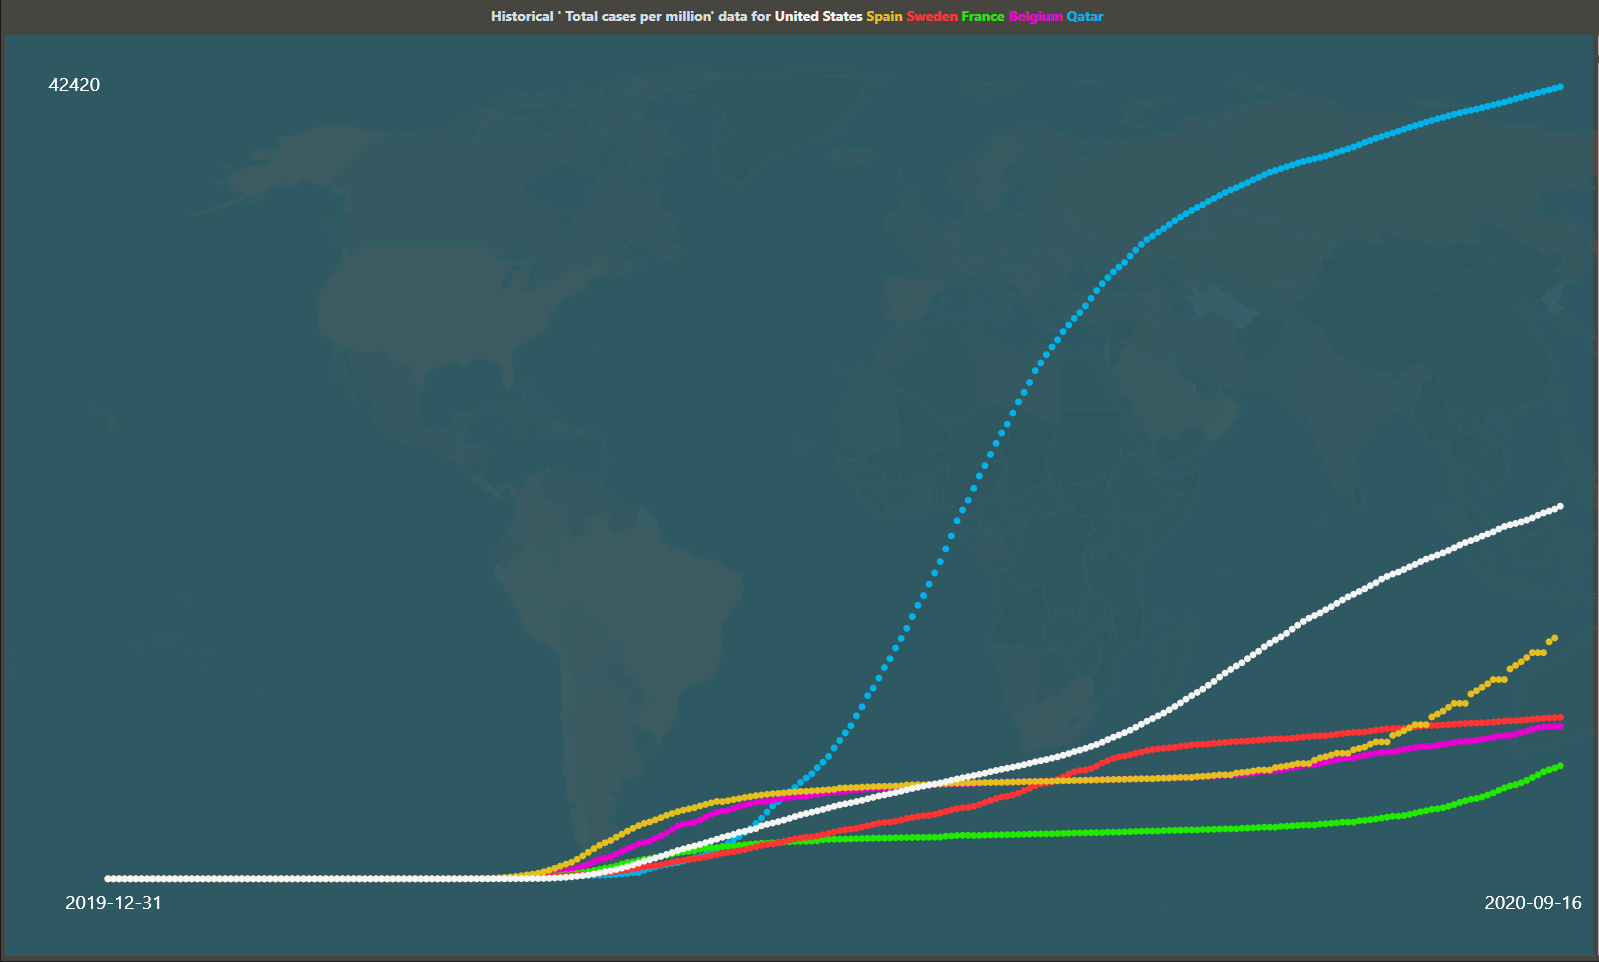 Historical ' Total cases per million' data for United States Spain Sweden France Belgium Qatar
42420
2019-12-31
2020-09-16